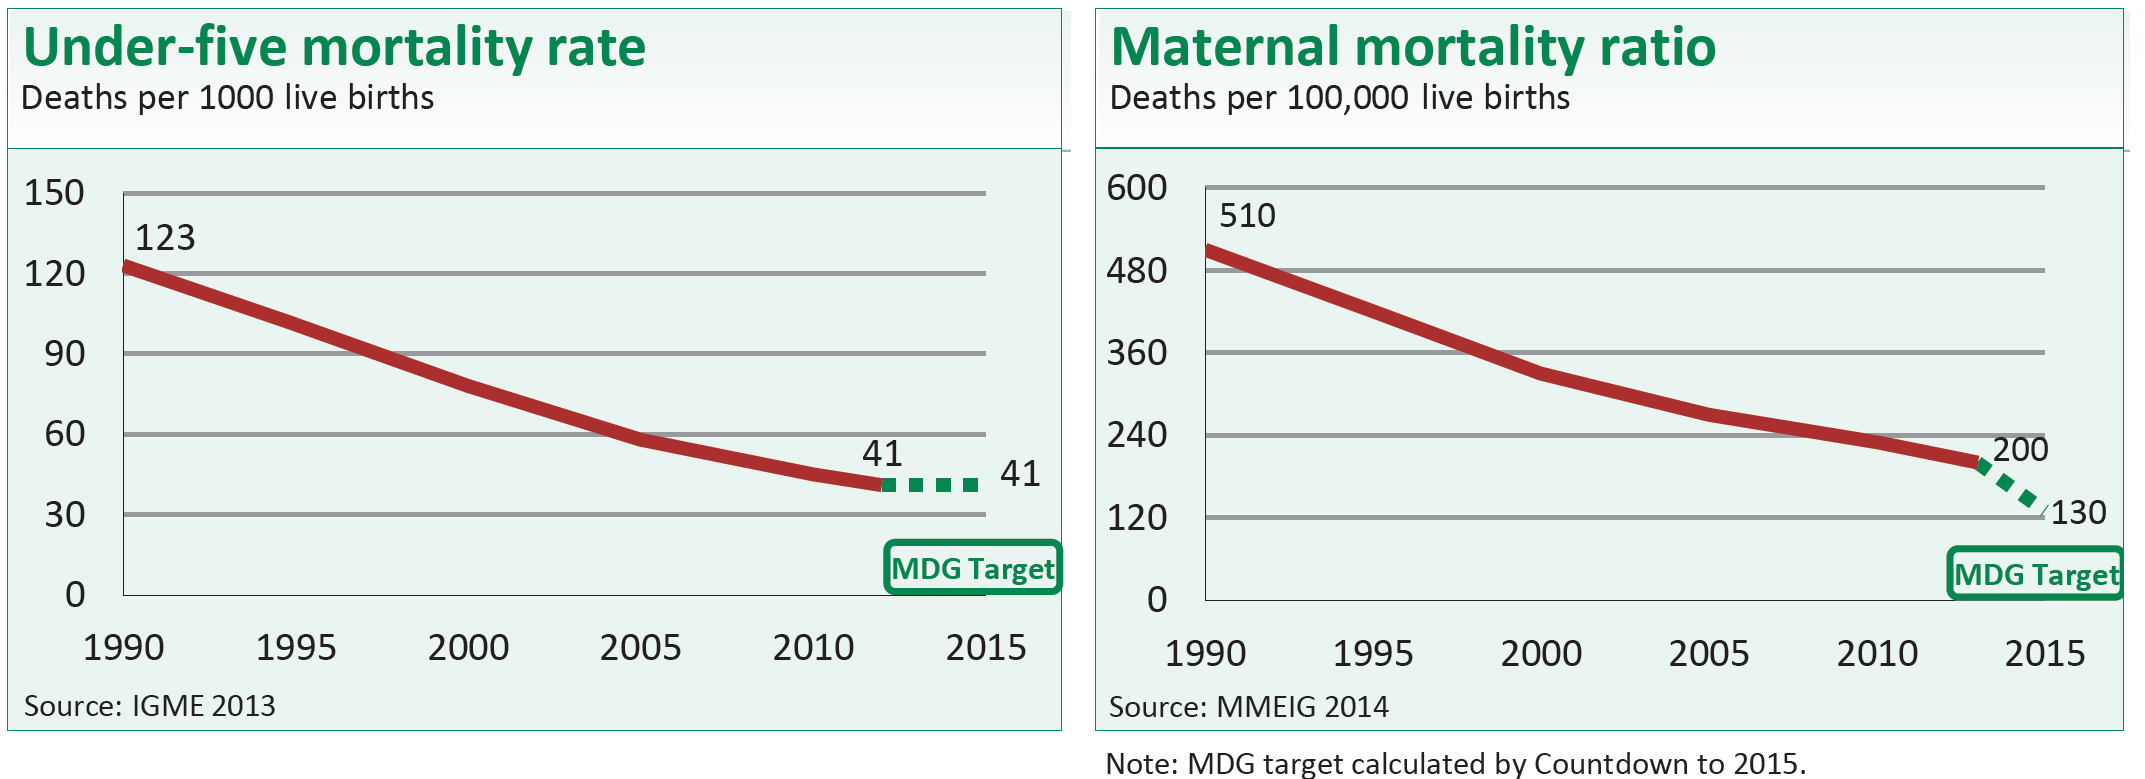 Under-five mortality rate
Deaths per 1000 live births
150
120
90
60
30
0
123
41
41
MDG Target
1990 1995 2000 2005 2010 2015
Source: IGME 2013
Maternal mortality ratio
Deaths per 100,000 live births
600
480
360
240
120
0
510
200
130
MDG Target
1990 1995 2000 2005 2010 2015
Source: MMEIG 2014
Note: MDG target calculated by Countdown to 2015.